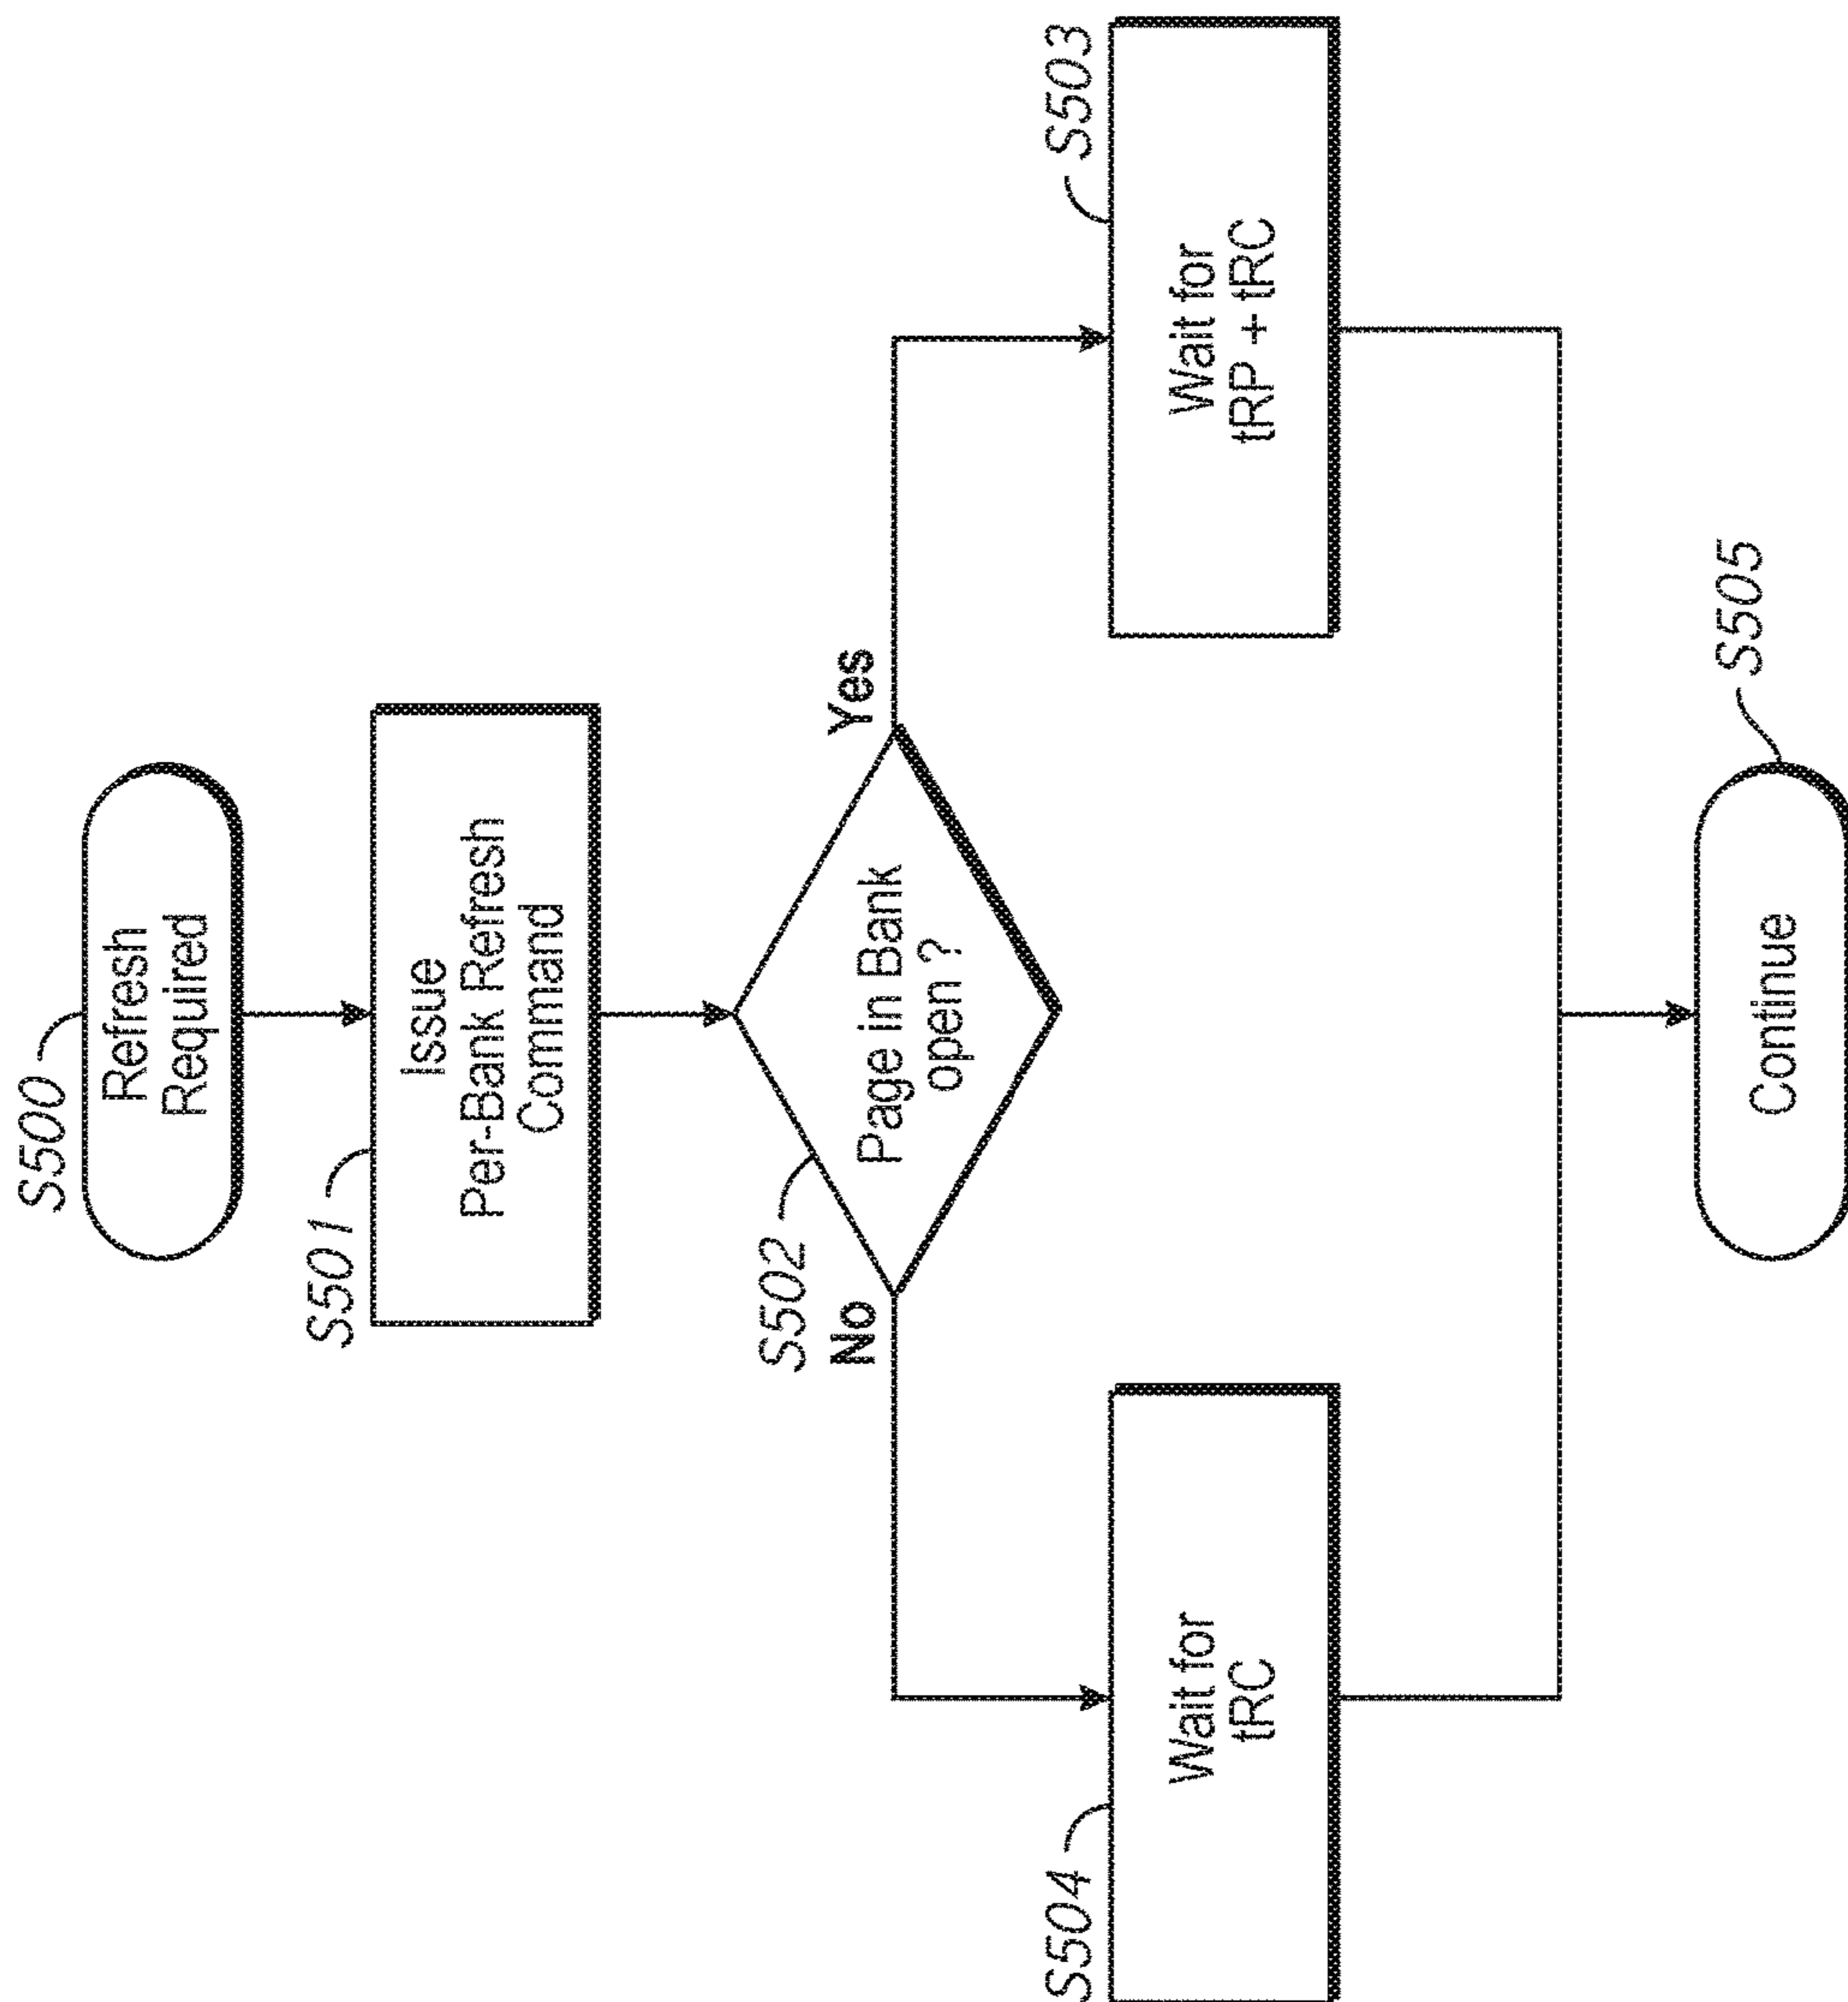 S500
Refresh
Required
S501
Issue
Per-Bank Refresh
Command
S502
Page in Bank
open ?
No
Yes
S504
Wait for
tRC
S503
Wait for
tRP + tRC
S505
Continue